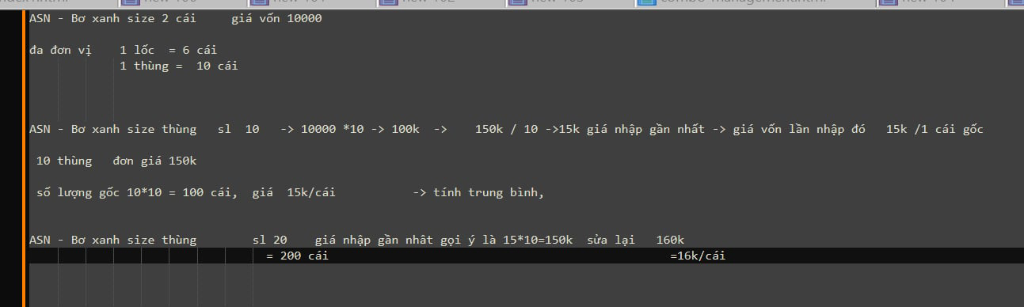 ASN - Bơ xanh size 2 cái giá vốn 10000
đa đơn vị 1 lốc = 6 cái
1 thùng = 10 cái
ASN - Bơ xanh size thùng sl 10 -> 10000 *10 -> 100k -> 150k / 10 ->15k giá nhập gần nhất -> giá vốn lần nhập đó 15k /1 cái gốc
10 thùng đơn giá 150k
số lượng gốc 10*10 = 100 cái, giá 15k/cái -> tính trung bình,
ASN - Bơ xanh size thùng sl 20 giá nhập gần nhât gợi ý là 15*10=150k sửa lại 160k
= 200 cái =16k/cái